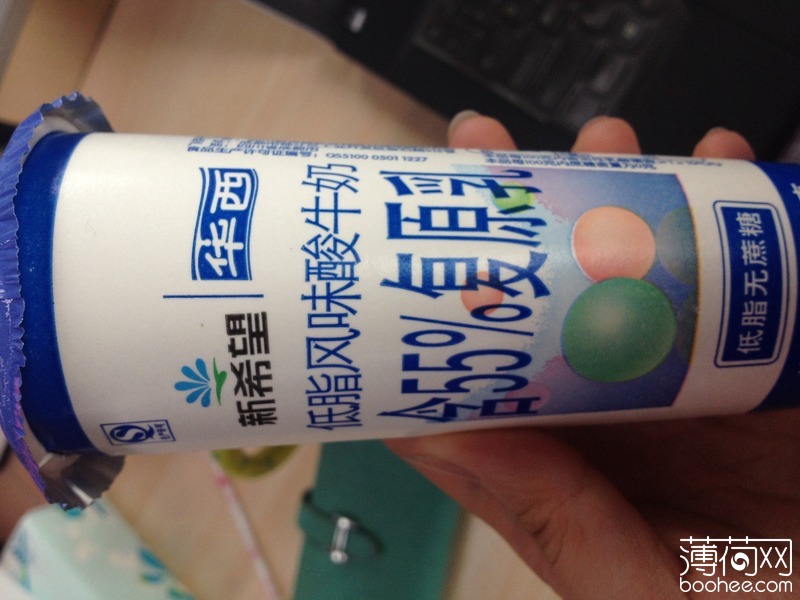 新希望
华西
低脂风味酸牛奶
含55%复原乳
低脂无蔗糖
QS5100 0501 1227
QS
薄荷网
boohee.com